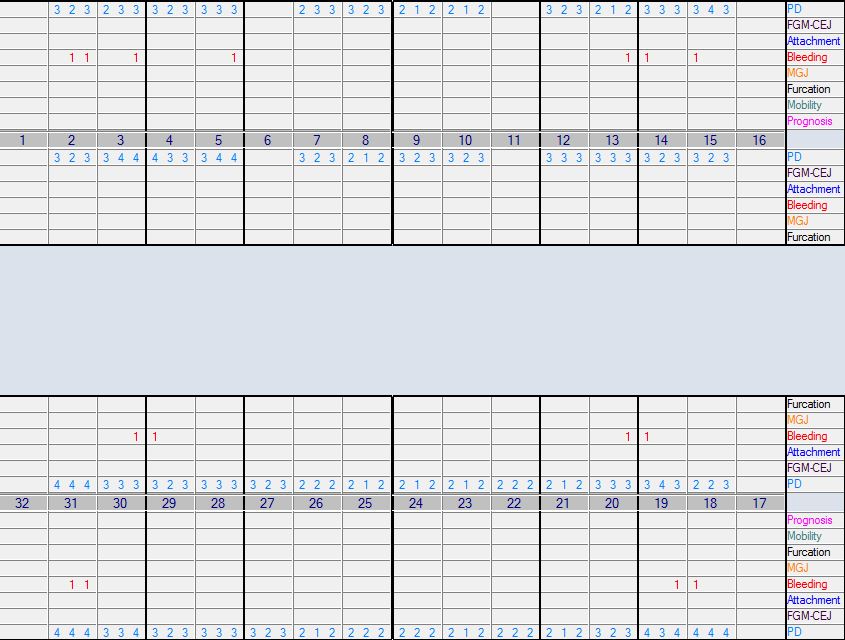 3 2 3 2 3 3 3 2 3 3 3 3 2 3 3 3 2 3 2 1 2 2 1 2 3 2 3 2 1 2 3 3 3 3 4 3 PD
FGM-CEJ
Attachment
1 1 1 1 1 1 1 Bleeding
MGJ
Furcation
Mobility
Prognosis
1 2 3 4 5 6 7 8 9 10 11 12 13 14 15 16
3 2 3 3 4 4 4 3 3 3 4 4 3 2 3 2 1 2 3 2 3 3 2 3 3 3 3 3 3 3 3 2 3 3 2 3 PD
FGM-CEJ
Attachment
Bleeding
MGJ
Furcation
Furcation
MGJ
1 1 1 1 Bleeding
Attachment
FGM-CEJ
4 4 4 3 3 3 3 2 3 3 3 3 3 2 3 2 2 2 2 1 2 2 1 2 2 1 2 2 2 2 2 1 2 3 3 3 3 4 3 2 2 3 PD
32 31 30 29 28 27 26 25 24 23 22 21 20 19 18 17
Prognosis
Mobility
Furcation
MGJ
1 1 1 1 Bleeding
Attachment
FGM-CEJ
4 4 4 3 3 4 3 3 3 3 3 3 3 2 3 2 1 2 2 1 2 2 2 2 2 1 2 2 2 2 2 1 2 3 2 3 4 3 4 4 4 4 PD